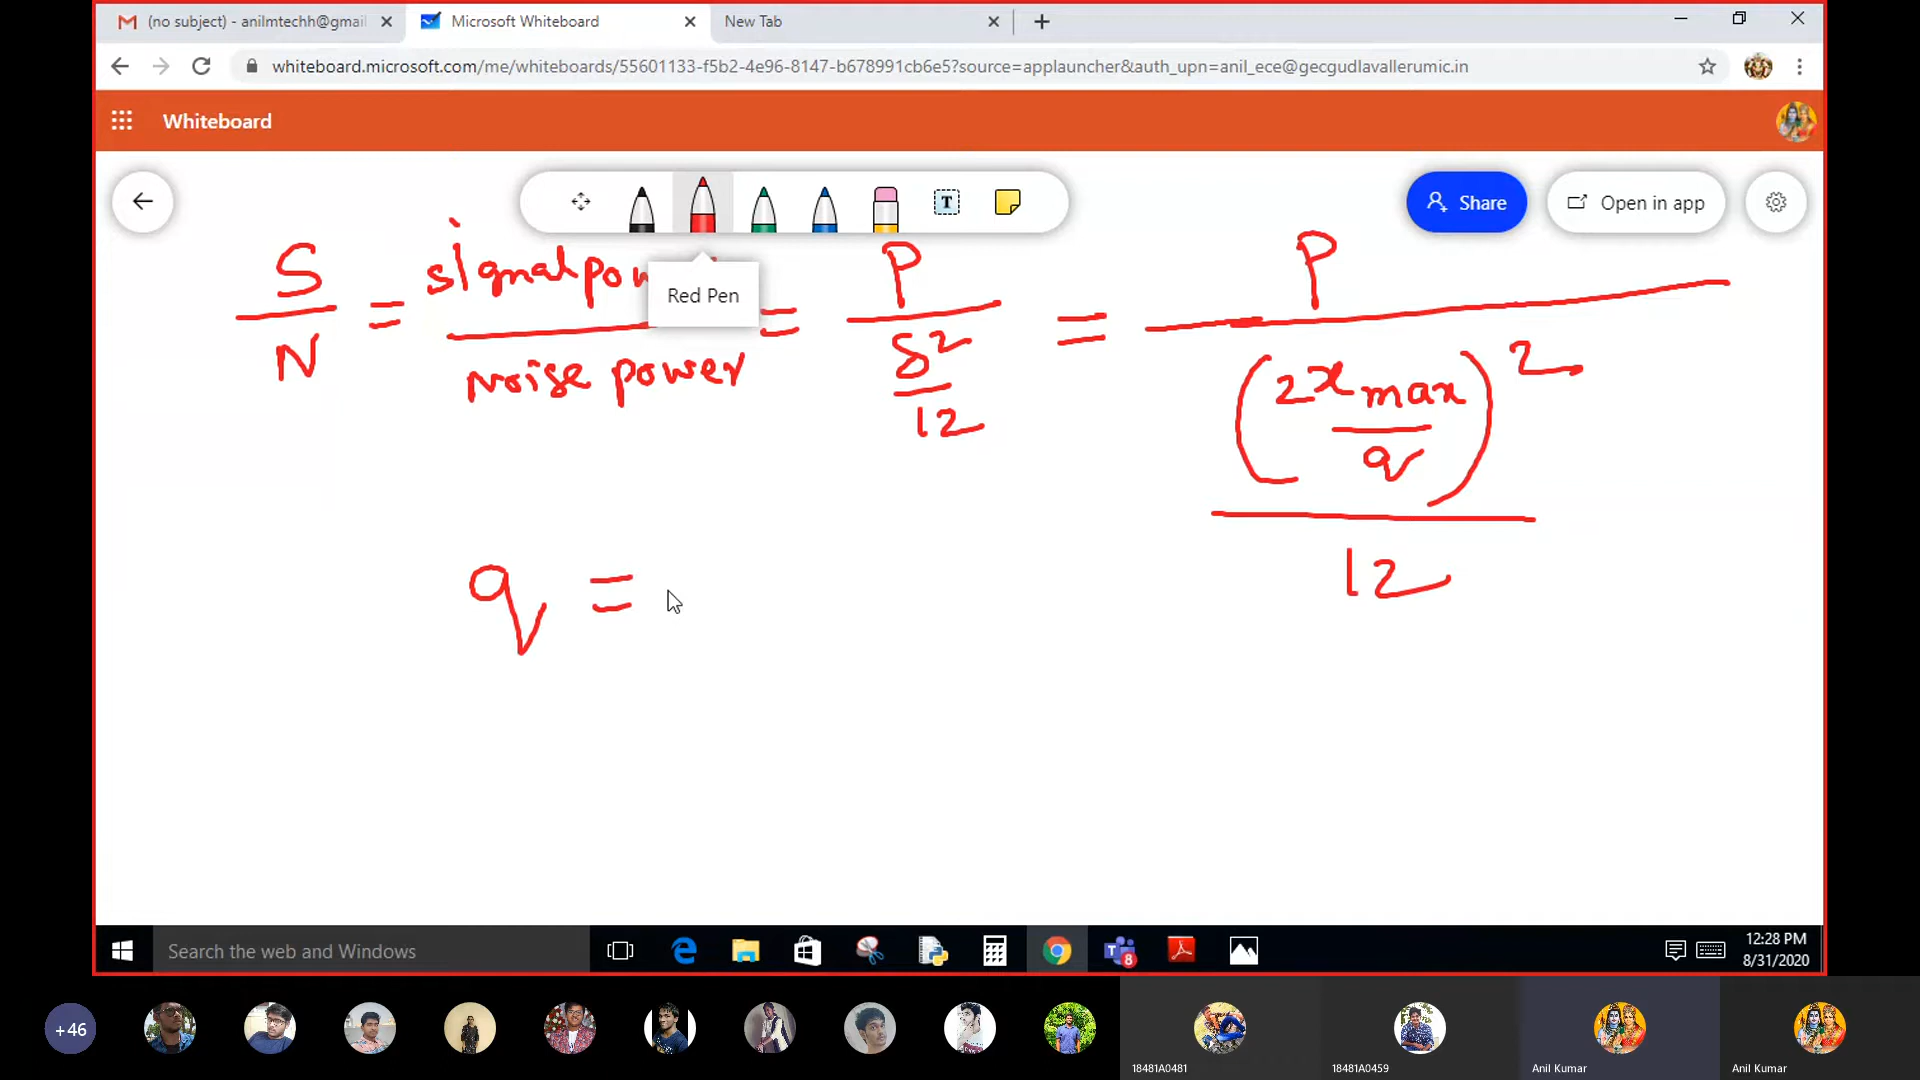 (no subject) - anilmtechh@gmail
Microsoft Whiteboard
New Tab
whiteboard.microsoft.com/me/whiteboards/55601133-f5b2-4e96-8147-b678991cb6e5?source=applauncher&auth_upn=anil_ece@gecgudlavallerumic.in
Whiteboard
T
Share
Open in app
Red Pen
S/N = signal pow / Noise power = P / (δ²/12) = P / ((2xmax/q)²/12)
q =
Search the web and Windows
8
12:28 PM
8/31/2020
+46
18481A0481
18481A0459
Anil Kumar
Anil Kumar